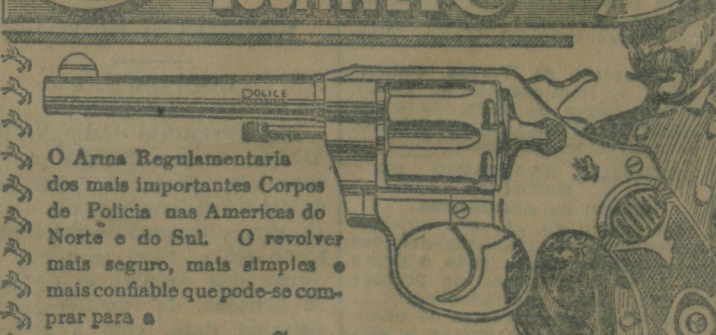 POLICE
O Arma Regulamentaria
dos mais importantes Corpos
de Policia nas Americas do
Norte e do Sul. O revolver
mais seguro, mais simples e
mais confiable que pode-se com-
prar para a
COLT